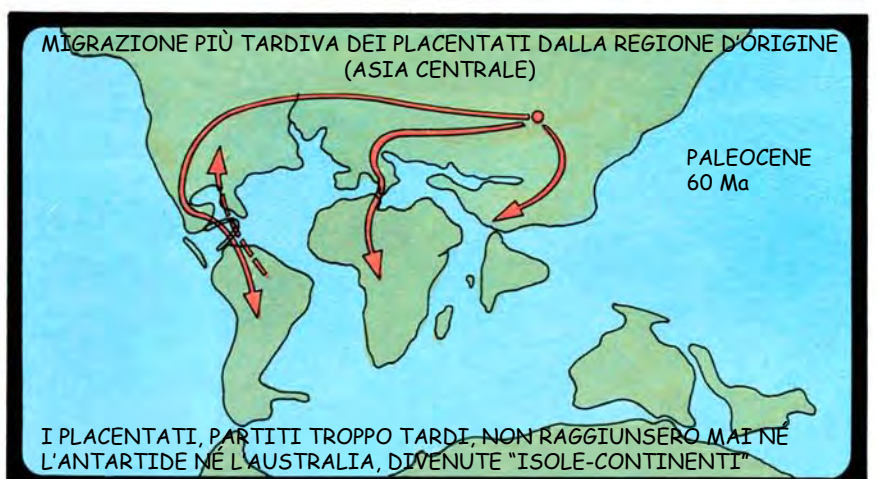 MIGRAZIONE PIÙ TARDIVA DEI PLACENTATI DALLA REGIONE D'ORIGINE
(ASIA CENTRALE)
PALEOCENE
60 Ma
I PLACENTATI, PARTITI TROPPO TARDI, NON RAGGIUNSERO MAI NÉ
L'ANTARTIDE NÉ L'AUSTRALIA, DIVENUTE "ISOLE-CONTINENTI"